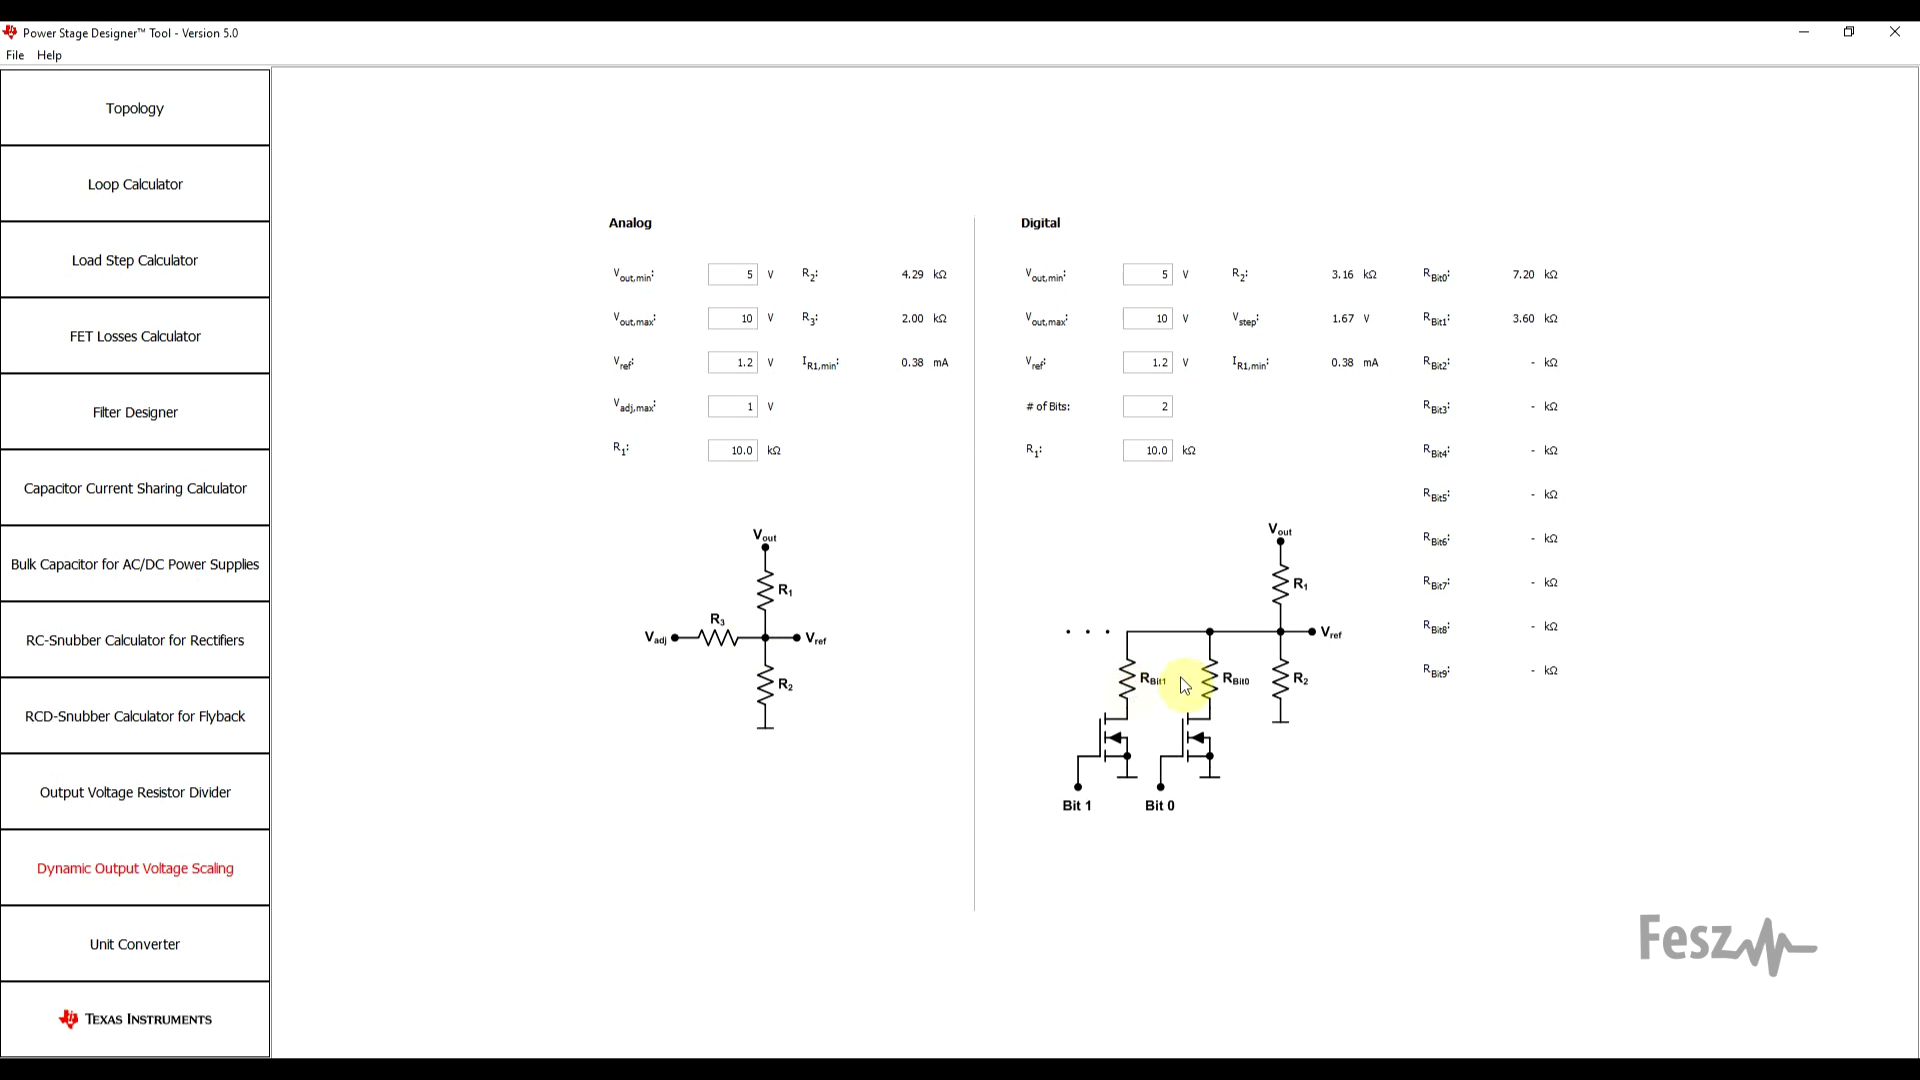 Power Stage Designer™ Tool - Version 5.0
File Help
Topology
Loop Calculator
Load Step Calculator
FET Losses Calculator
Filter Designer
Capacitor Current Sharing Calculator
Bulk Capacitor for AC/DC Power Supplies
RC-Snubber Calculator for Rectifiers
RCD-Snubber Calculator for Flyback
Output Voltage Resistor Divider
Dynamic Output Voltage Scaling
Unit Converter
TEXAS INSTRUMENTS
Analog
Vout,min: 5 V R2: 4.29 kΩ
Vout,max: 10 V R3: 2.00 kΩ
Vref: 1.2 V IR1,min: 0.38 mA
Vadj,max: 1 V
R1: 10.0 kΩ
Vout
R1
R3
Vadj Vref
R2
Digital
Vout,min: 5 V R2: 3.16 kΩ RBit0: 7.20 kΩ
Vout,max: 10 V Vstep: 1.67 V RBit1: 3.60 kΩ
Vref: 1.2 V IR1,min: 0.38 mA RBit2: - kΩ
# of Bits: 2 RBit3: - kΩ
R1: 10.0 kΩ RBit4: - kΩ
RBit5: - kΩ
RBit6: - kΩ
RBit7: - kΩ
RBit8: - kΩ
RBit9: - kΩ
Vout
R1
. . . Vref
RBit1 RBit0 R2
Bit 1 Bit 0
Fesz